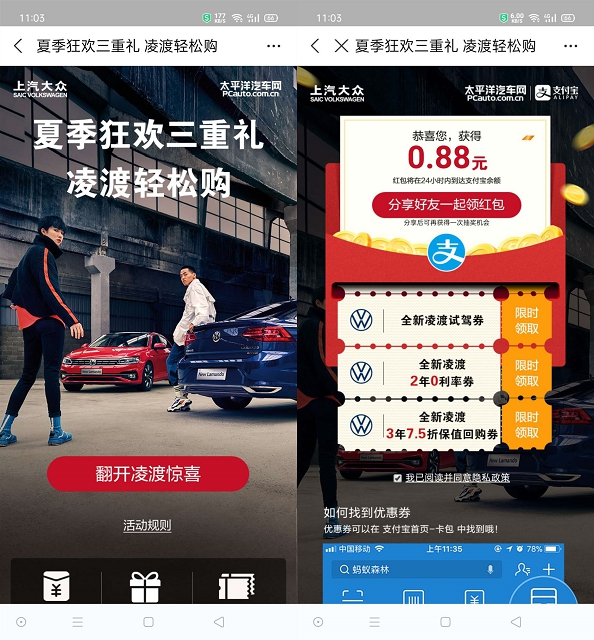 11:03
177
KB/S
4G
66
夏季狂欢三重礼 凌渡轻松购
上汽大众
SAIC VOLKSWAGEN
太平洋汽车网
PCauto.com.cn
夏季狂欢三重礼
凌渡轻松购
New Lamando
New Lamando
翻开凌渡惊喜
活动规则
11:03
6.00
KB/S
4G
66
夏季狂欢三重礼 凌渡轻松购
上汽大众
SAIC VOLKSWAGEN
太平洋汽车网
PCauto.com.cn
支付宝
ALIPAY
恭喜您，获得
0.88元
红包将在24小时内到达支付宝余额
分享好友一起领红包
分享后可再获得一次抽奖机会
支
全新凌渡试驾券
限时
领取
全新凌渡
2年0利率券
限时
领取
全新凌渡
3年7.5折保值回购券
限时
领取
我已阅读并同意隐私政策
如何找到优惠券
优惠券可以在 支付宝首页-卡包 中找到哦！
中国移动
上午11:35
78%
蚂蚁森林